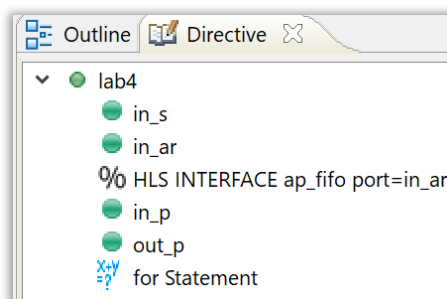 Outline Directive
lab4
in_s
in_ar
% HLS INTERFACE ap_fifo port=in_ar
in_p
out_p
X+Y
=?
for Statement